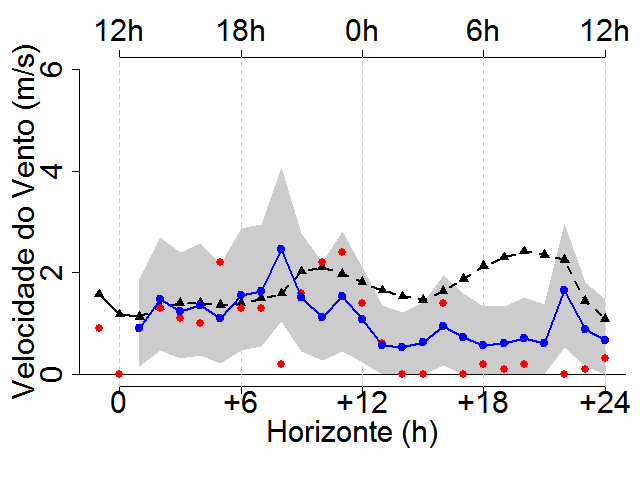 12h 18h 0h 6h 12h
Velocidade do Vento (m/s)
6
4
2
0
0 +6 +12 +18 +24
Horizonte (h)